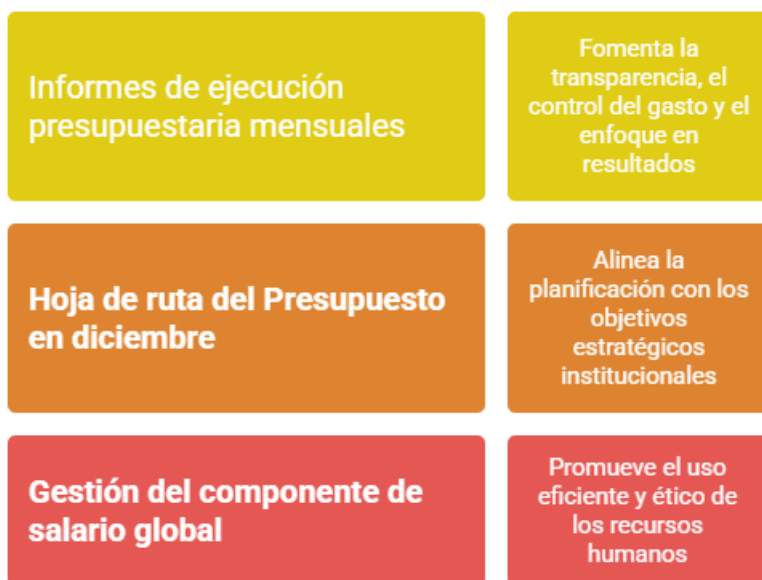 Informes de ejecución
presupuestaria mensuales
Fomenta la
transparencia, el
control del gasto y el
enfoque en
resultados
Hoja de ruta del Presupuesto
en diciembre
Alinea la
planificación con los
objetivos
estratégicos
institucionales
Gestión del componente de
salario global
Promueve el uso
eficiente y ético de
los recursos
humanos